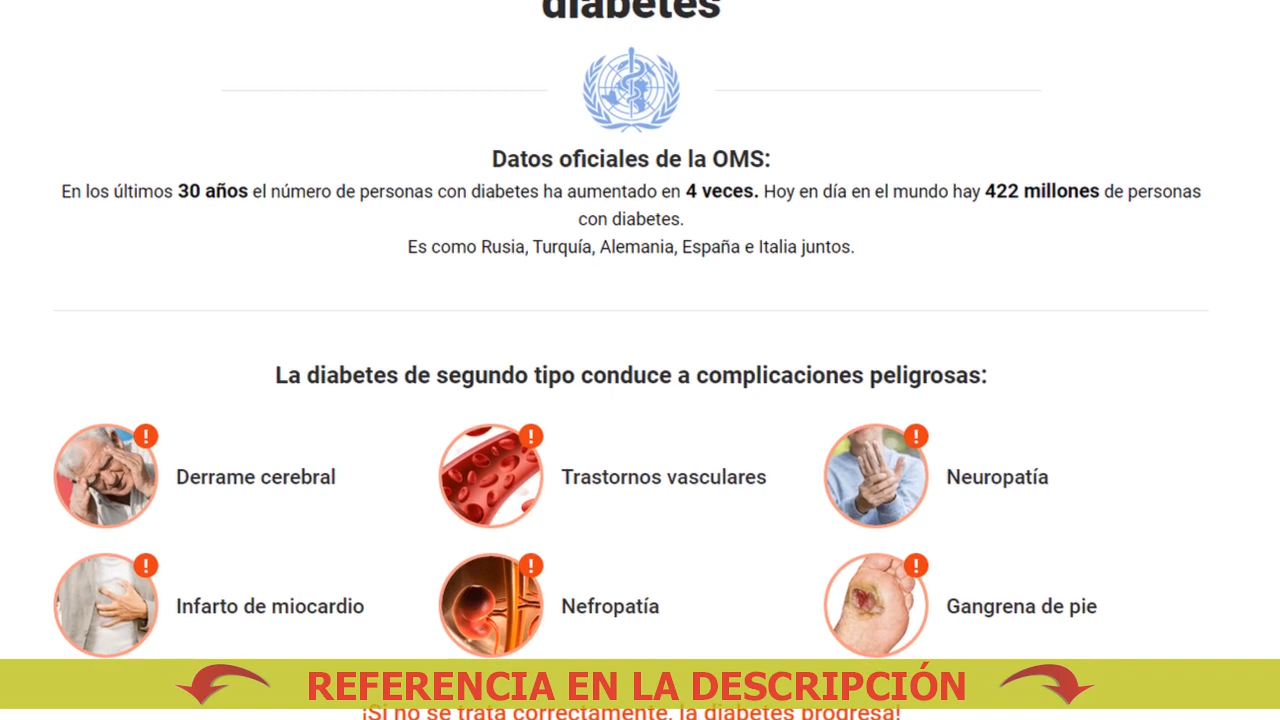 diabetes
Datos oficiales de la OMS:
En los últimos 30 años el número de personas con diabetes ha aumentado en 4 veces. Hoy en día en el mundo hay 422 millones de personas
con diabetes.
Es como Rusia, Turquía, Alemania, España e Italia juntos.
La diabetes de segundo tipo conduce a complicaciones peligrosas:
! ! !
Derrame cerebral Trastornos vasculares Neuropatía
! ! !
Infarto de miocardio Nefropatía Gangrena de pie
REFERENCIA EN LA DESCRIPCIÓN
¡Si no se trata correctamente, la diabetes progresa!